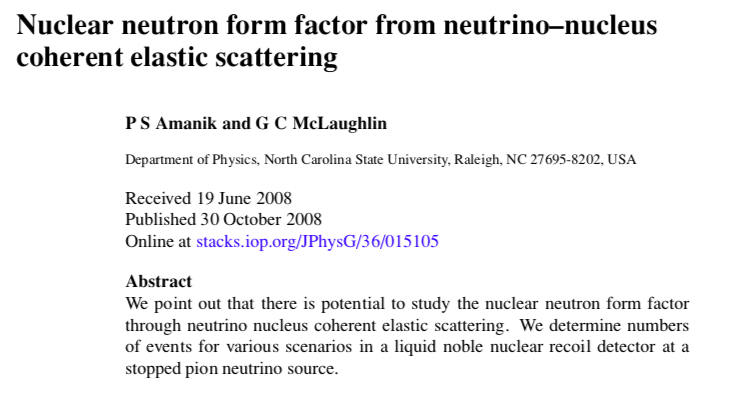 Nuclear neutron form factor from neutrino–nucleus
coherent elastic scattering
P S Amanik and G C McLaughlin
Department of Physics, North Carolina State University, Raleigh, NC 27695-8202, USA
Received 19 June 2008
Published 30 October 2008
Online at stacks.iop.org/JPhysG/36/015105
Abstract
We point out that there is potential to study the nuclear neutron form factor
through neutrino nucleus coherent elastic scattering. We determine numbers
of events for various scenarios in a liquid noble nuclear recoil detector at a
stopped pion neutrino source.